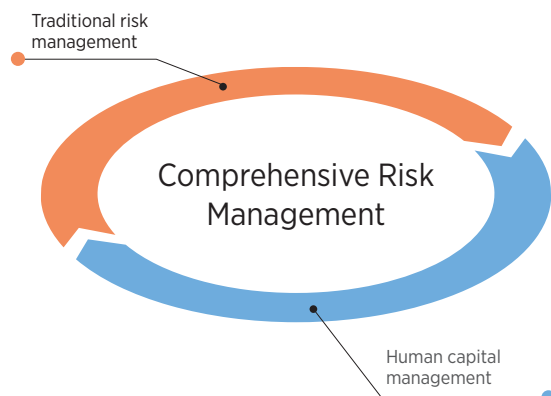 Traditional risk
management
Comprehensive Risk
Management
Human capital
management